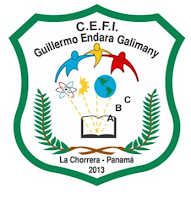 C.E.F.I.
Guillermo Endara Galimany
C
B
A
La Chorrera - Panamá
2013